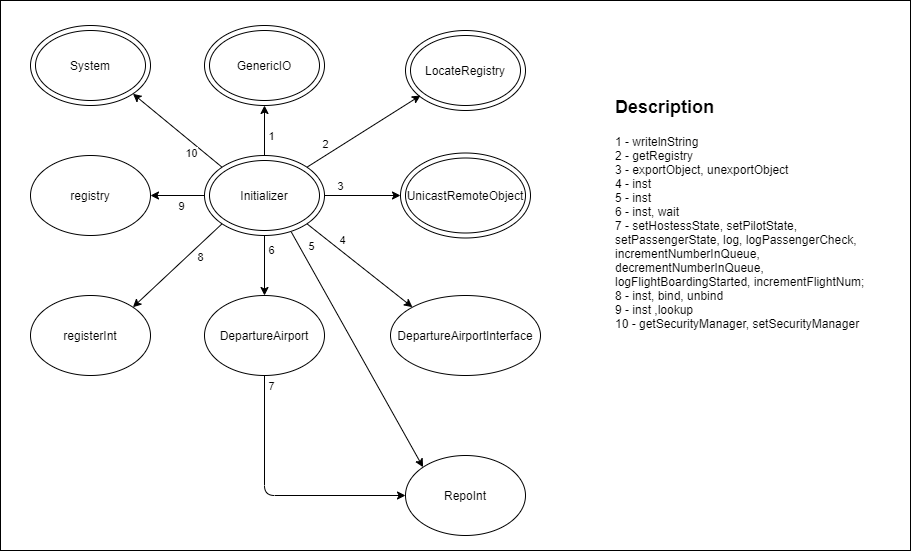 System
GenericIO
LocateRegistry
Description
1 - writeInString
2 - getRegistry
3 - exportObject, unexportObject
4 - inst
5 - inst
6 - inst, wait
7 - setHostessState, setPilotState,
setPassengerState, log, logPassengerCheck,
incrementNumberInQueue,
decrementNumberInQueue,
logFlightBoardingStarted, incrementFlightNum;
8 - inst, bind, unbind
9 - inst ,lookup
10 - getSecurityManager, setSecurityManager
1
2
10
registry
Initializer
UnicastRemoteObject
3
9
8
6
5
4
registerInt
DepartureAirport
DepartureAirportInterface
7
RepoInt